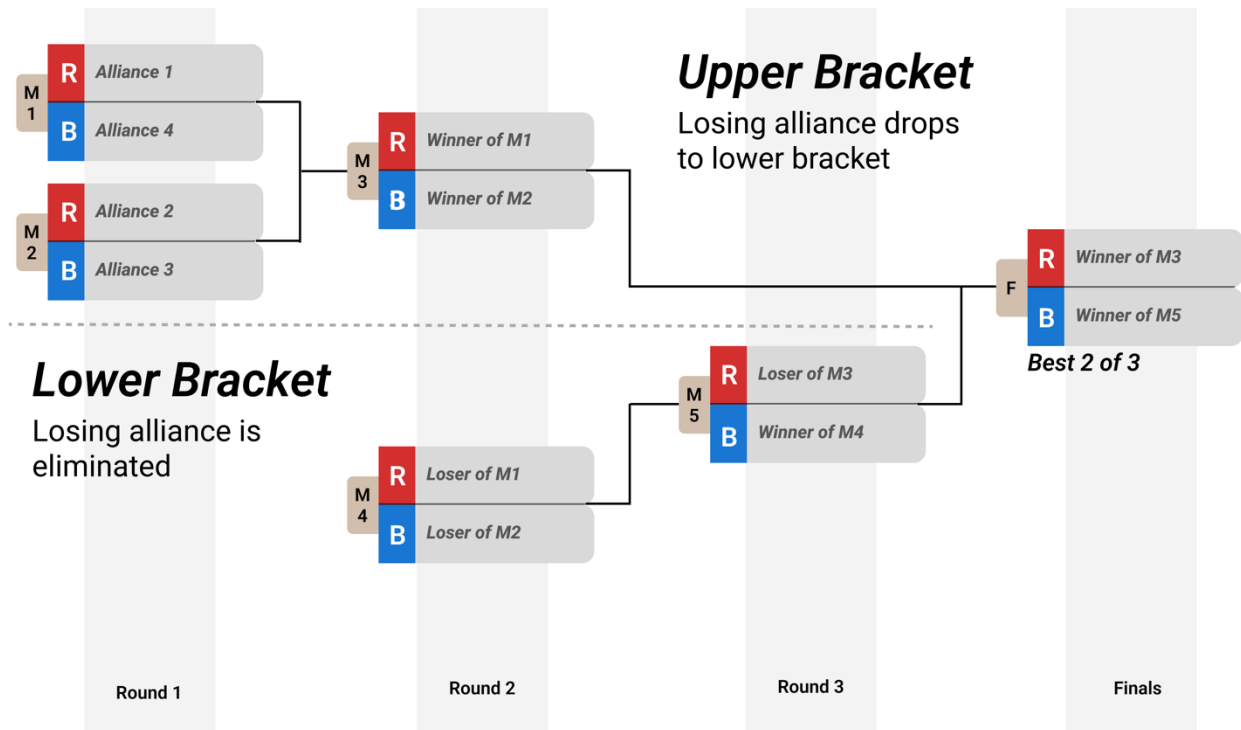 Upper Bracket
Losing alliance drops
to lower bracket
M
1
R
Alliance 1
B
Alliance 4
M
2
R
Alliance 2
B
Alliance 3
M
3
R
Winner of M1
B
Winner of M2
F
R
Winner of M3
B
Winner of M5
Best 2 of 3
Lower Bracket
Losing alliance is
eliminated
M
4
R
Loser of M1
B
Loser of M2
M
5
R
Loser of M3
B
Winner of M4
Round 1
Round 2
Round 3
Finals